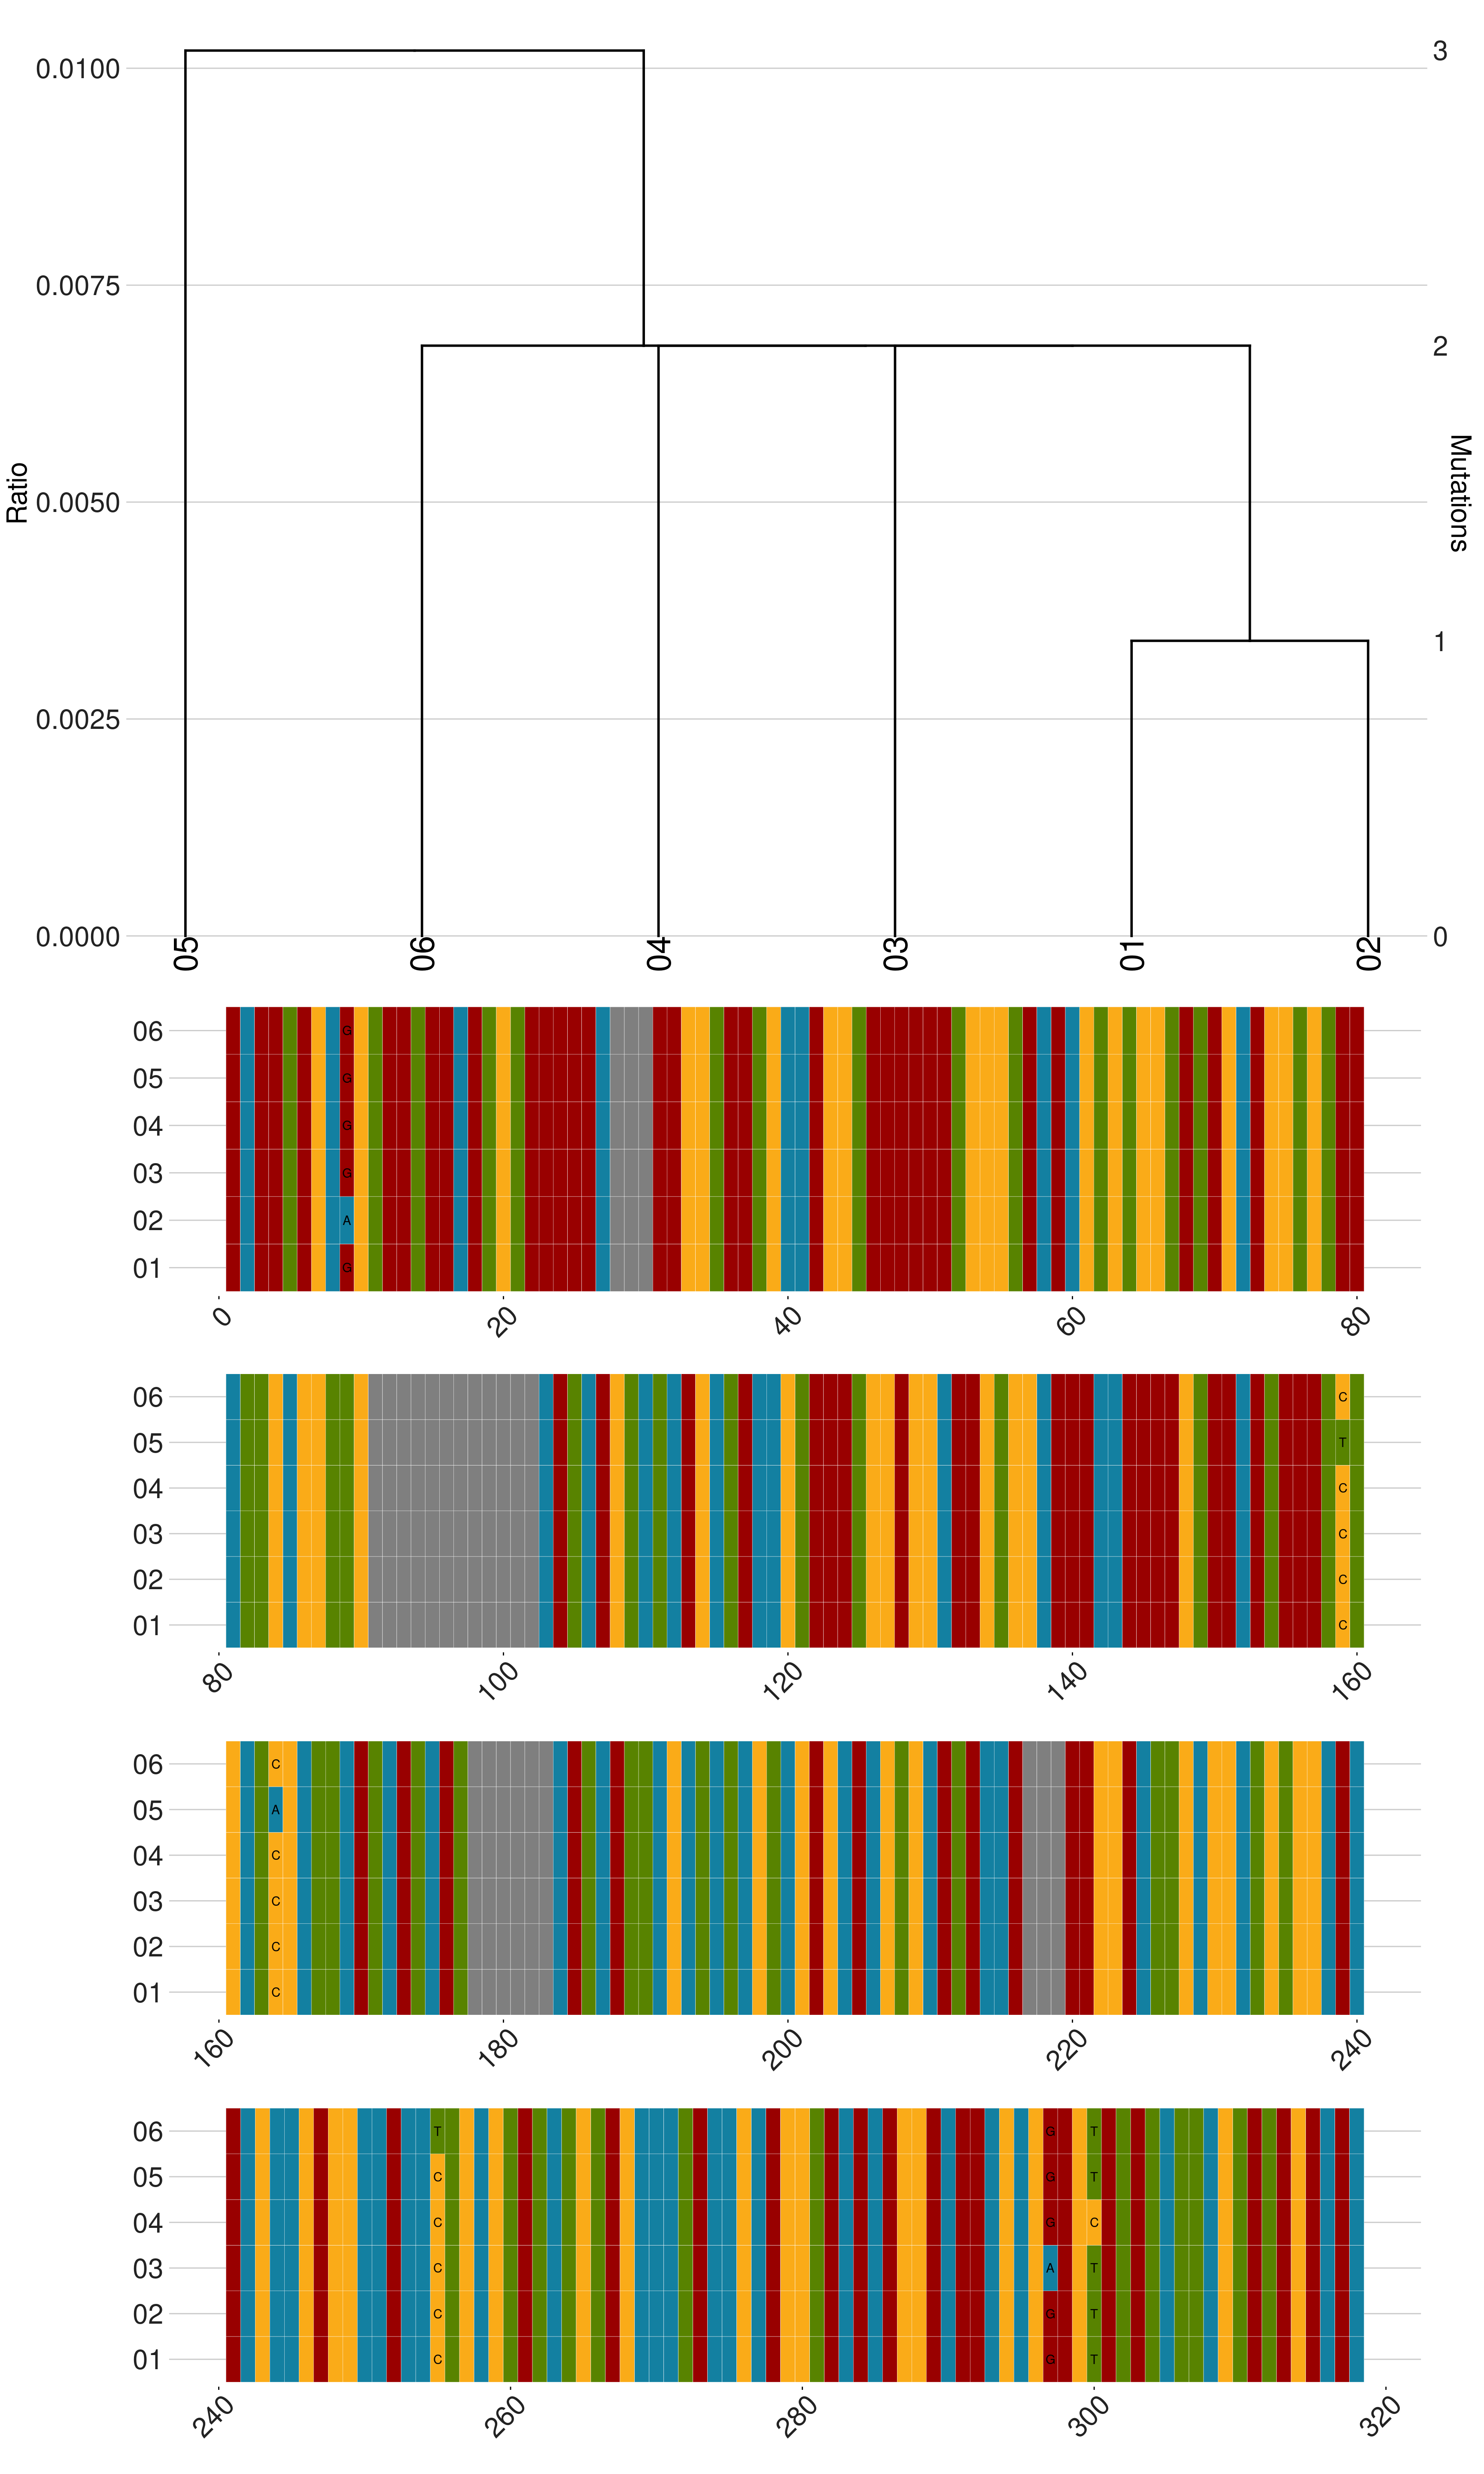 0.0100
0.0075
0.0050
0.0025
0.0000
Ratio
3
2
1
0
Mutations
05 06 04 03 01 02
06 G
05 G
04 G
03 G
02 A
01 G
0 20 40 60 80
06 C
05 T
04 C
03 C
02 C
01 C
80 100 120 140 160
06 C
05 A
04 C
03 C
02 C
01 C
160 180 200 220 240
06 T G T
05 C G T
04 C G C
03 C A T
02 C G T
01 C G T
240 260 280 300 320